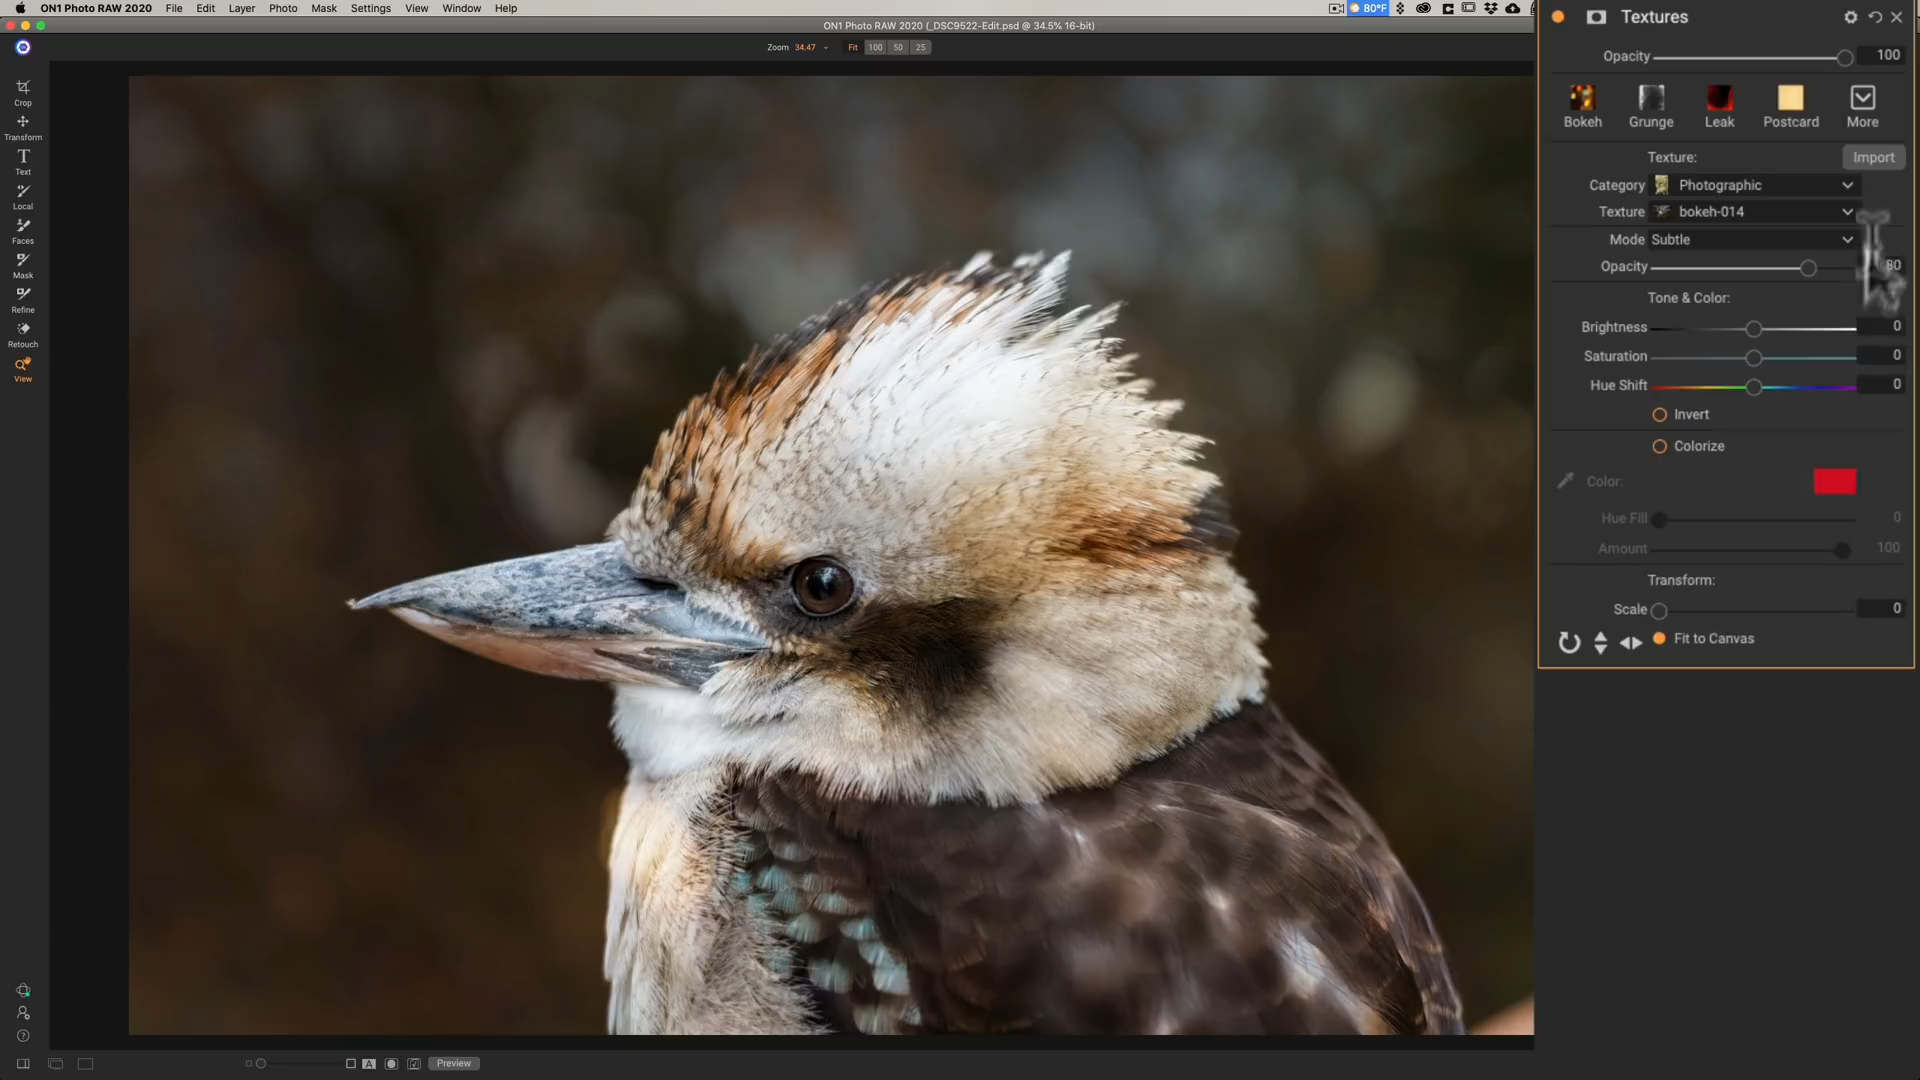 ON1 Photo RAW 2020 File Edit Layer Photo Mask Settings View Window Help 80°F
ON1 Photo RAW 2020 (_DSC9522-Edit.psd @ 34.5% 16-bit)
Zoom 34.47 Fit 100 50 25
Crop
Transform
Text
Local
Faces
Mask
Refine
Retouch
View
A Preview
Textures
Opacity 100
Bokeh Grunge Leak Postcard More
Texture: Import
Category Photographic
Texture bokeh-014
Mode Subtle
Opacity 80
Tone & Color:
Brightness 0
Saturation 0
Hue Shift 0
Invert
Colorize
Color:
Hue Fill 0
Amount 100
Transform:
Scale 0
Fit to Canvas